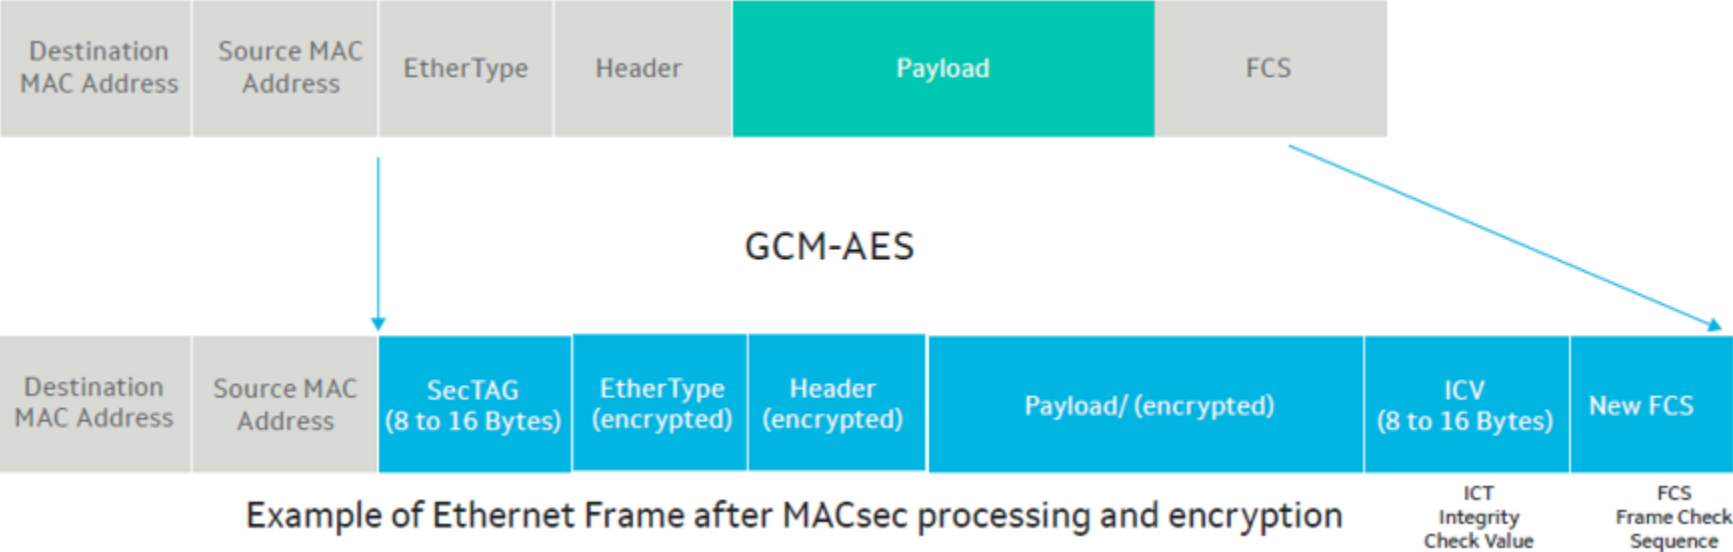 Destination
MAC Address
Source MAC
Address
EtherType
Header
Payload
FCS
GCM-AES
Destination
MAC Address
Source MAC
Address
SecTAG
(8 to 16 Bytes)
EtherType
(encrypted)
Header
(encrypted)
Payload/ (encrypted)
ICV
(8 to 16 Bytes)
New FCS
Example of Ethernet Frame after MACsec processing and encryption
ICT
Integrity
Check Value
FCS
Frame Check
Sequence